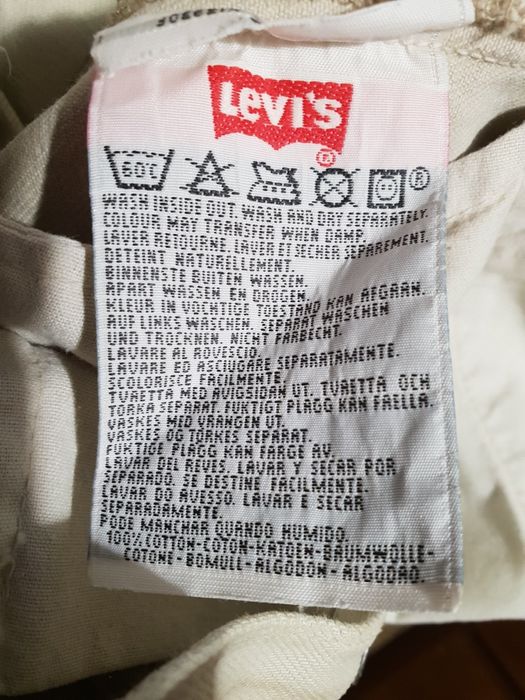 Levi's
®
60C ®
WASH INSIDE OUT. WASH AND DRY SEPARATELY.
COLOUR MAY TRANSFER WHEN DAMP.
LAVER RETOURNE, LAVER ET SECHER SEPAREMENT.
DETEINT NATURELLEMENT.
BINNENSTE BUITEN WASSEN.
APART WASSEN EN DROGEN.
KLEUR IN VOCHTIGE TOESTAND KAN AFGAAN.
AUF LINKS WASCHEN. SEPARAT WASCHEN
UND TROCKNEN. NICHT FARBECHT.
LAVARE AL ROVESCIO.
LAVARE ED ASCIUGARE SEPARATAMENTE.
SCOLORISCE FACILMENTE.
TVAETTA MED AVIGSIDAN UT. TVAETTA OCH
TORKA SEPARAT. FUKTIGT PLAGG KAN FAELLA.
VASKES MED VRANGEN UT.
VASKES OG TORKES SEPARAT.
FUKTIGE PLAGG KAN FARGE AV.
LAVAR DEL REVES. LAVAR Y SECAR POR
SEPARADO. SE DESTINE FACILMENTE.
LAVAR DO AVESSO. LAVAR E SECAR
SEPARADAMENTE.
PODE MANCHAR QUANDO HUMIDO.
100% COTTON-COTON-KATOEN-BAUMWOLLE-
COTONE-BOMULL-ALGODON-ALGODAO.